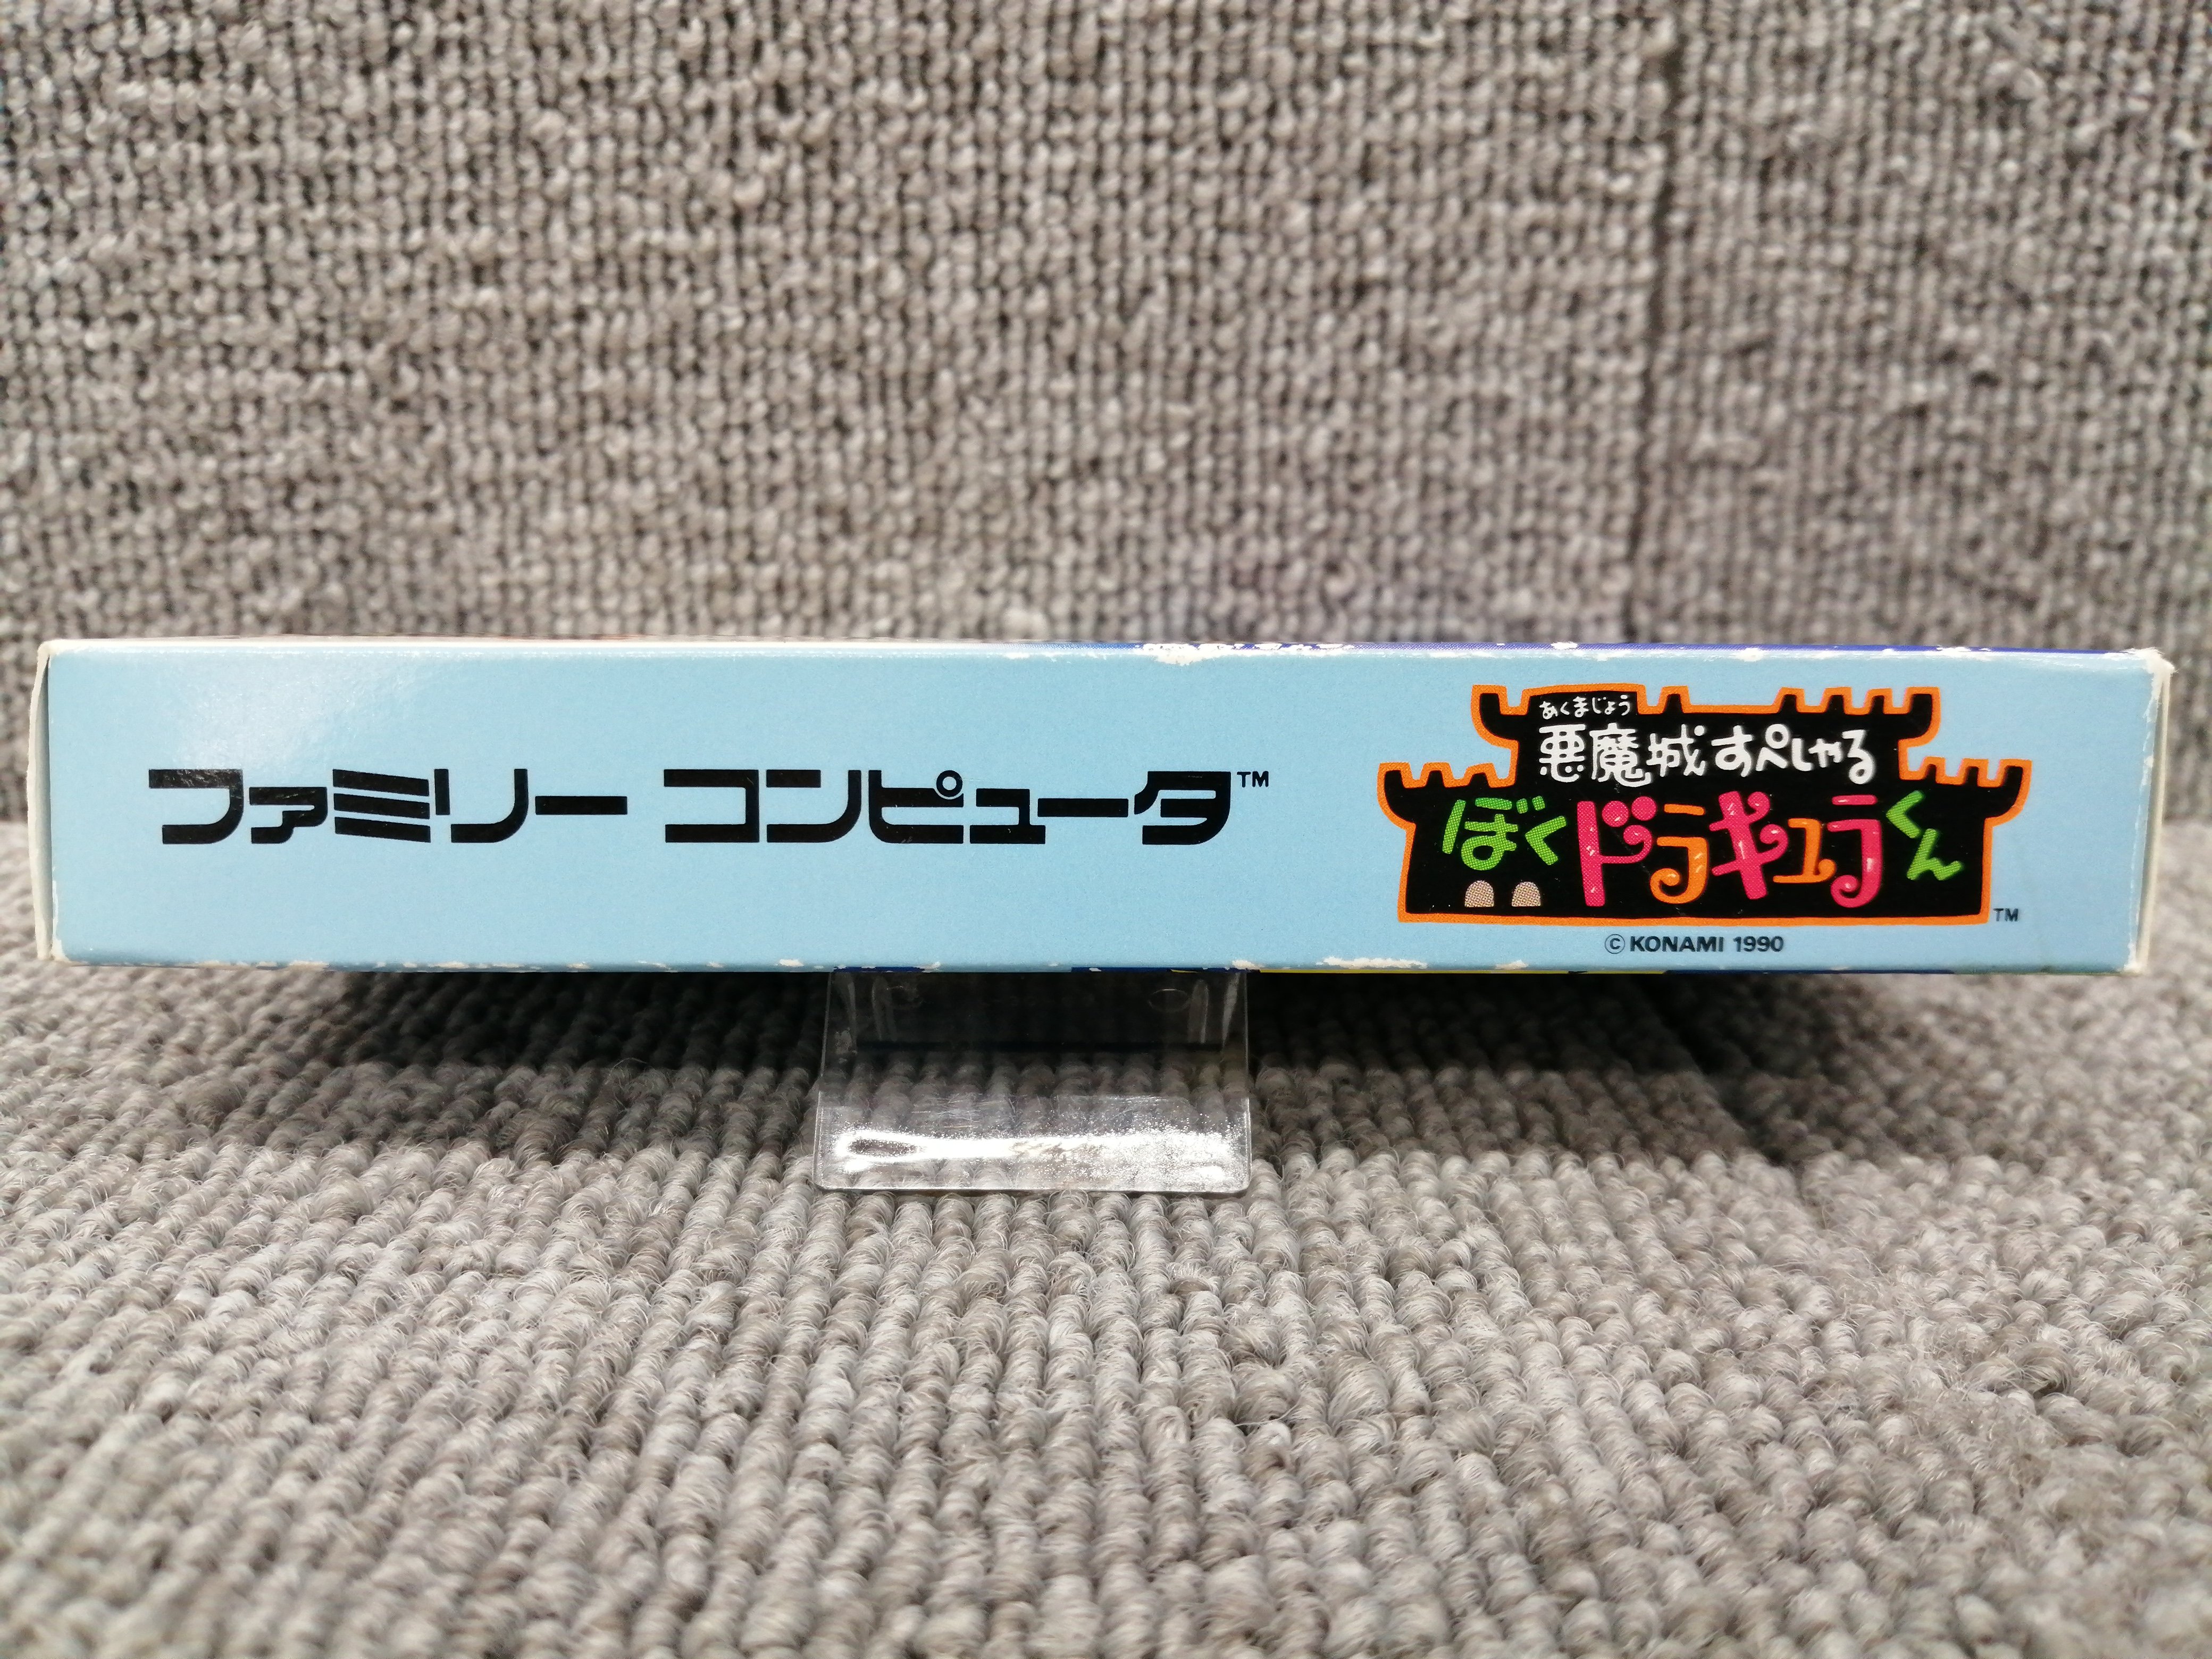 ファミリー コンピュータ™
あくまじょう
悪魔城すぺしゃる
ぼくドラキュラくん
TM
©KONAMI 1990